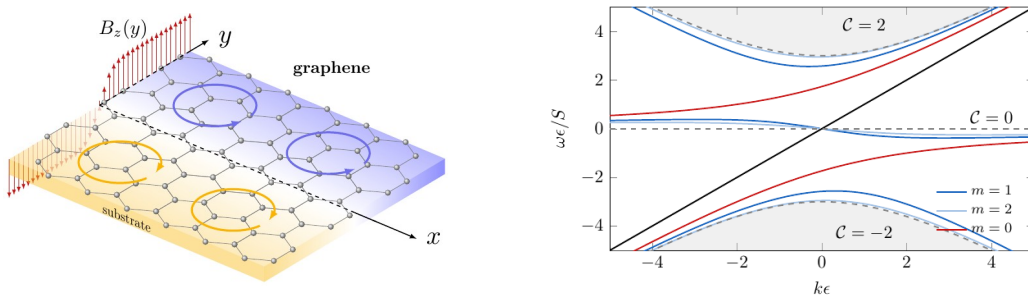 B_z(y)
y
graphene
substrate
x
ωϵ/S
4
2
0
−2
−4
𝒞 = 2
𝒞 = 0
m = 1
m = 2
𝒞 = −2
m = 0
−4
−2
0
2
4
kϵ